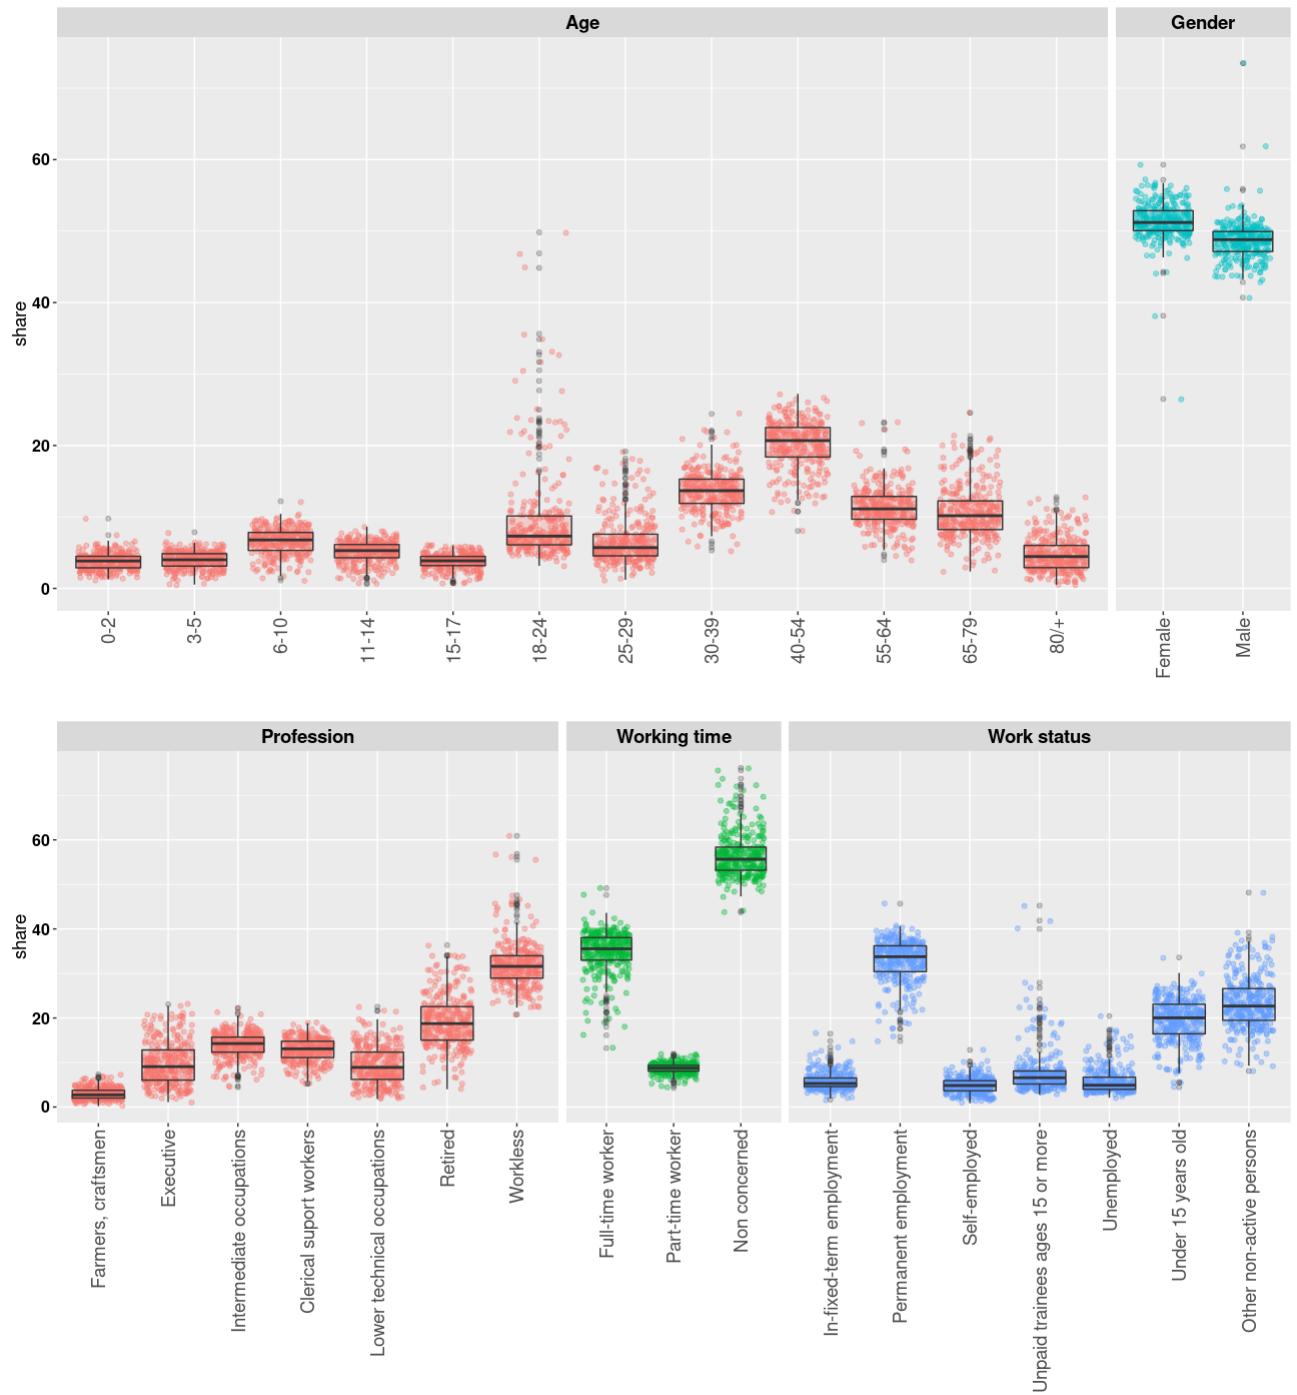 Age
Gender
share
60
40
20
0
0-2
3-5
6-10
11-14
15-17
18-24
25-29
30-39
40-54
55-64
65-79
80/+
Female
Male
Profession
Working time
Work status
share
60
40
20
0
Farmers, craftsmen
Executive
Intermediate occupations
Clerical suport workers
Lower technical occupations
Retired
Workless
Full-time worker
Part-time worker
Non concerned
In-fixed-term employment
Permanent employment
Self-employed
Unpaid trainees ages 15 or more
Unemployed
Under 15 years old
Other non-active persons